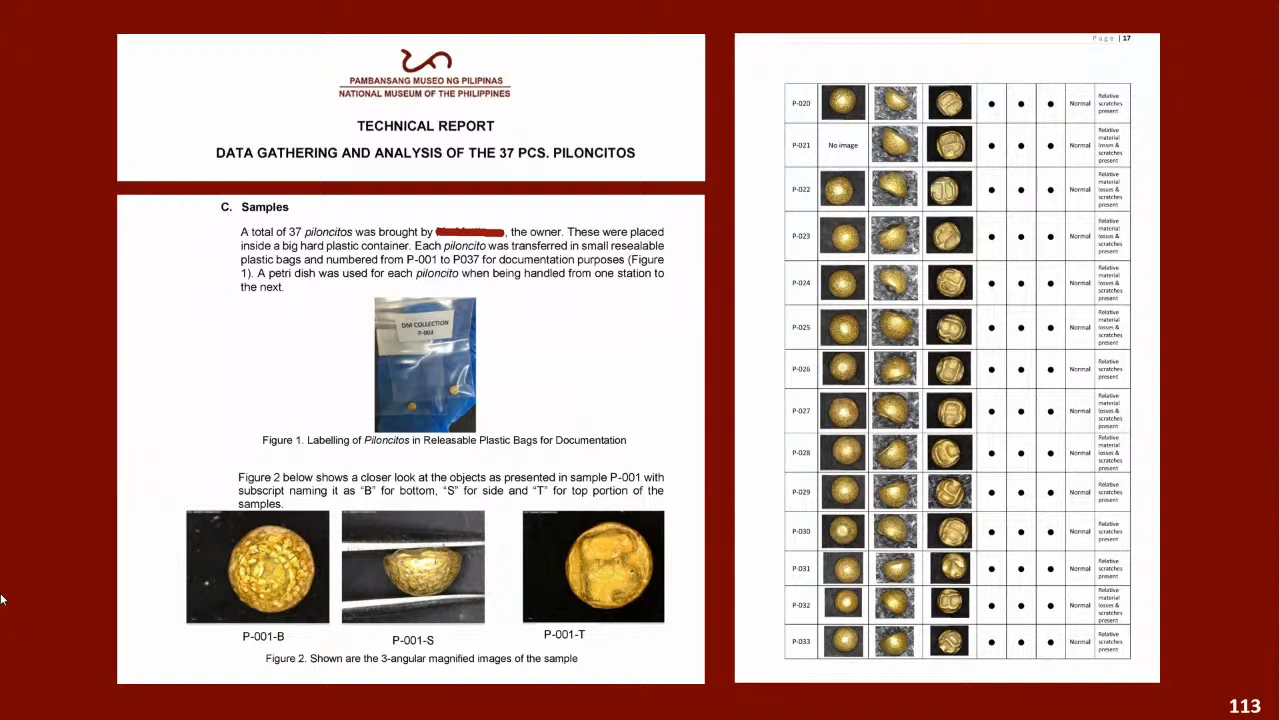 PAMBANSANG MUSEO NG PILIPINAS
NATIONAL MUSEUM OF THE PHILIPPINES
TECHNICAL REPORT
DATA GATHERING AND ANALYSIS OF THE 37 PCS. PILONCITOS
C. Samples
A total of 37 piloncitos was brought by , the owner. These were placed
inside a big hard plastic container. Each piloncito was transferred in small resealable
plastic bags and numbered from P-001 to P037 for documentation purposes (Figure
1). A petri dish was used for each piloncito when being handled from one station to
the next.
DM COLLECTION
P-003
Figure 1. Labelling of Piloncitos in Releasable Plastic Bags for Documentation
Figure 2 below shows a closer look at the objects as presented in sample P-001 with
subscript naming it as "B" for bottom, "S" for side and "T" for top portion of the
samples.
P-001-B P-001-S P-001-T
Figure 2. Shown are the 3-angular magnified images of the sample
Page | 17
P-020 ● ● ● Normal Relative
scratches
present
P-021 No image ● ● ● Normal Relative
material
losses &
scratches
present
P-022 ● ● ● Normal Relative
material
losses &
scratches
present
P-023 ● ● ● Normal Relative
material
losses &
scratches
present
P-024 ● ● ● Normal Relative
material
losses &
scratches
present
P-025 ● ● ● Normal Relative
material
losses &
scratches
present
P-026 ● ● ● Normal Relative
scratches
present
P-027 ● ● ● Normal Relative
material
losses &
scratches
present
P-028 ● ● ● Normal Relative
material
losses &
scratches
present
P-029 ● ● ● Normal Relative
scratches
present
P-030 ● ● ● Normal Relative
scratches
present
P-031 ● ● ● Normal Relative
scratches
present
P-032 ● ● ● Normal Relative
material
losses &
scratches
present
P-033 ● ● ● Normal Relative
scratches
present
113